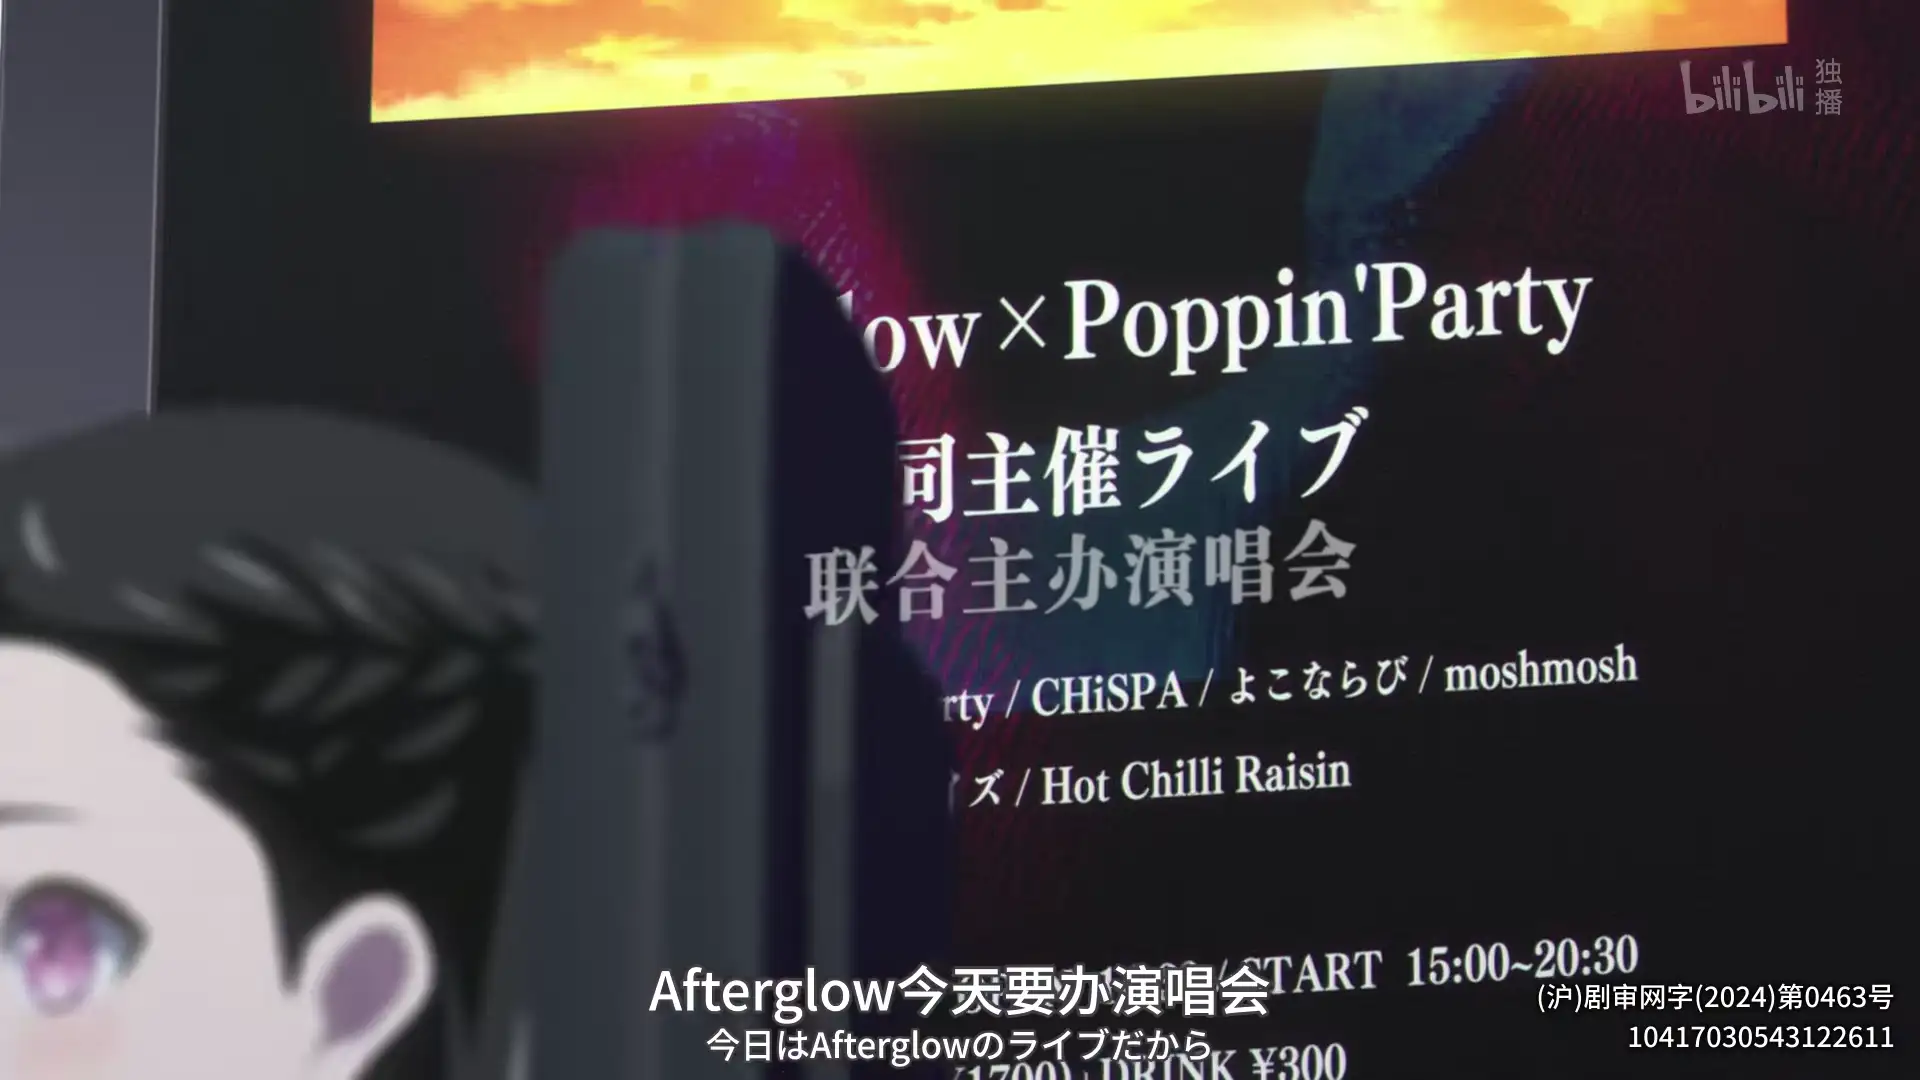 bilibili 独播
low×Poppin'Party
同主催ライブ
联合主办演唱会
rty / CHiSPA / よこならび / moshmosh
ズ / Hot Chilli Raisin
/ START 15:00~20:30
Afterglow今天要办演唱会
(沪)剧审网字(2024)第0463号
今日はAfterglowのライブだから
10417030543122611
1700) DRINK ¥300